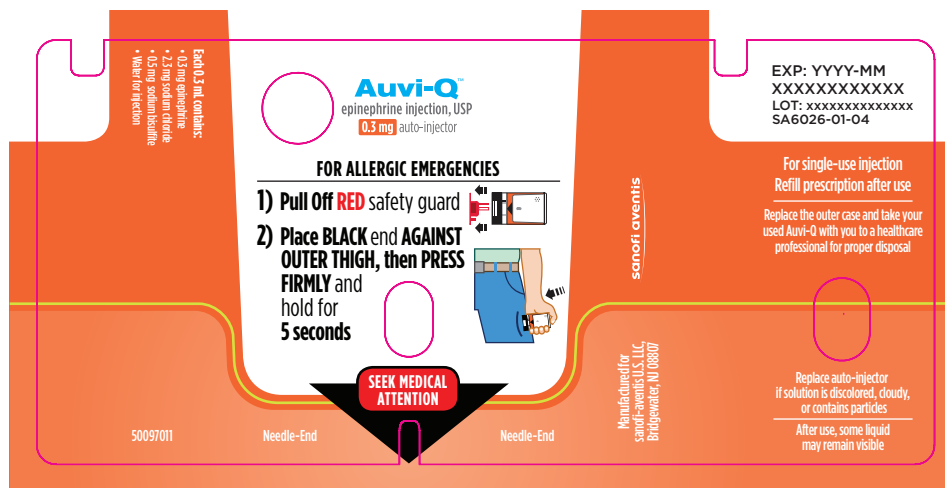 Each 0.3 mL contains:
• 0.3 mg epinephrine
• 2.3 mg sodium chloride
• 0.5 mg sodium bisulfite
• Water for injection
Auvi-Q™
epinephrine injection, USP
0.3 mg auto-injector
FOR ALLERGIC EMERGENCIES
1) Pull Off RED safety guard
2) Place BLACK end AGAINST
OUTER THIGH, then PRESS
FIRMLY and
hold for
5 seconds
SEEK MEDICAL
ATTENTION
50097011
Needle-End
Needle-End
sanofi aventis
Manufactured for
sanofi-aventis U.S. LLC,
Bridgewater, NJ 08807
EXP: YYYY-MM
XXXXXXXXXXXX
LOT: xxxxxxxxxxxxxx
SA6026-01-04
For single-use injection
Refill prescription after use
Replace the outer case and take your
used Auvi-Q with you to a healthcare
professional for proper disposal
Replace auto-injector
if solution is discolored, cloudy,
or contains particles
After use, some liquid
may remain visible